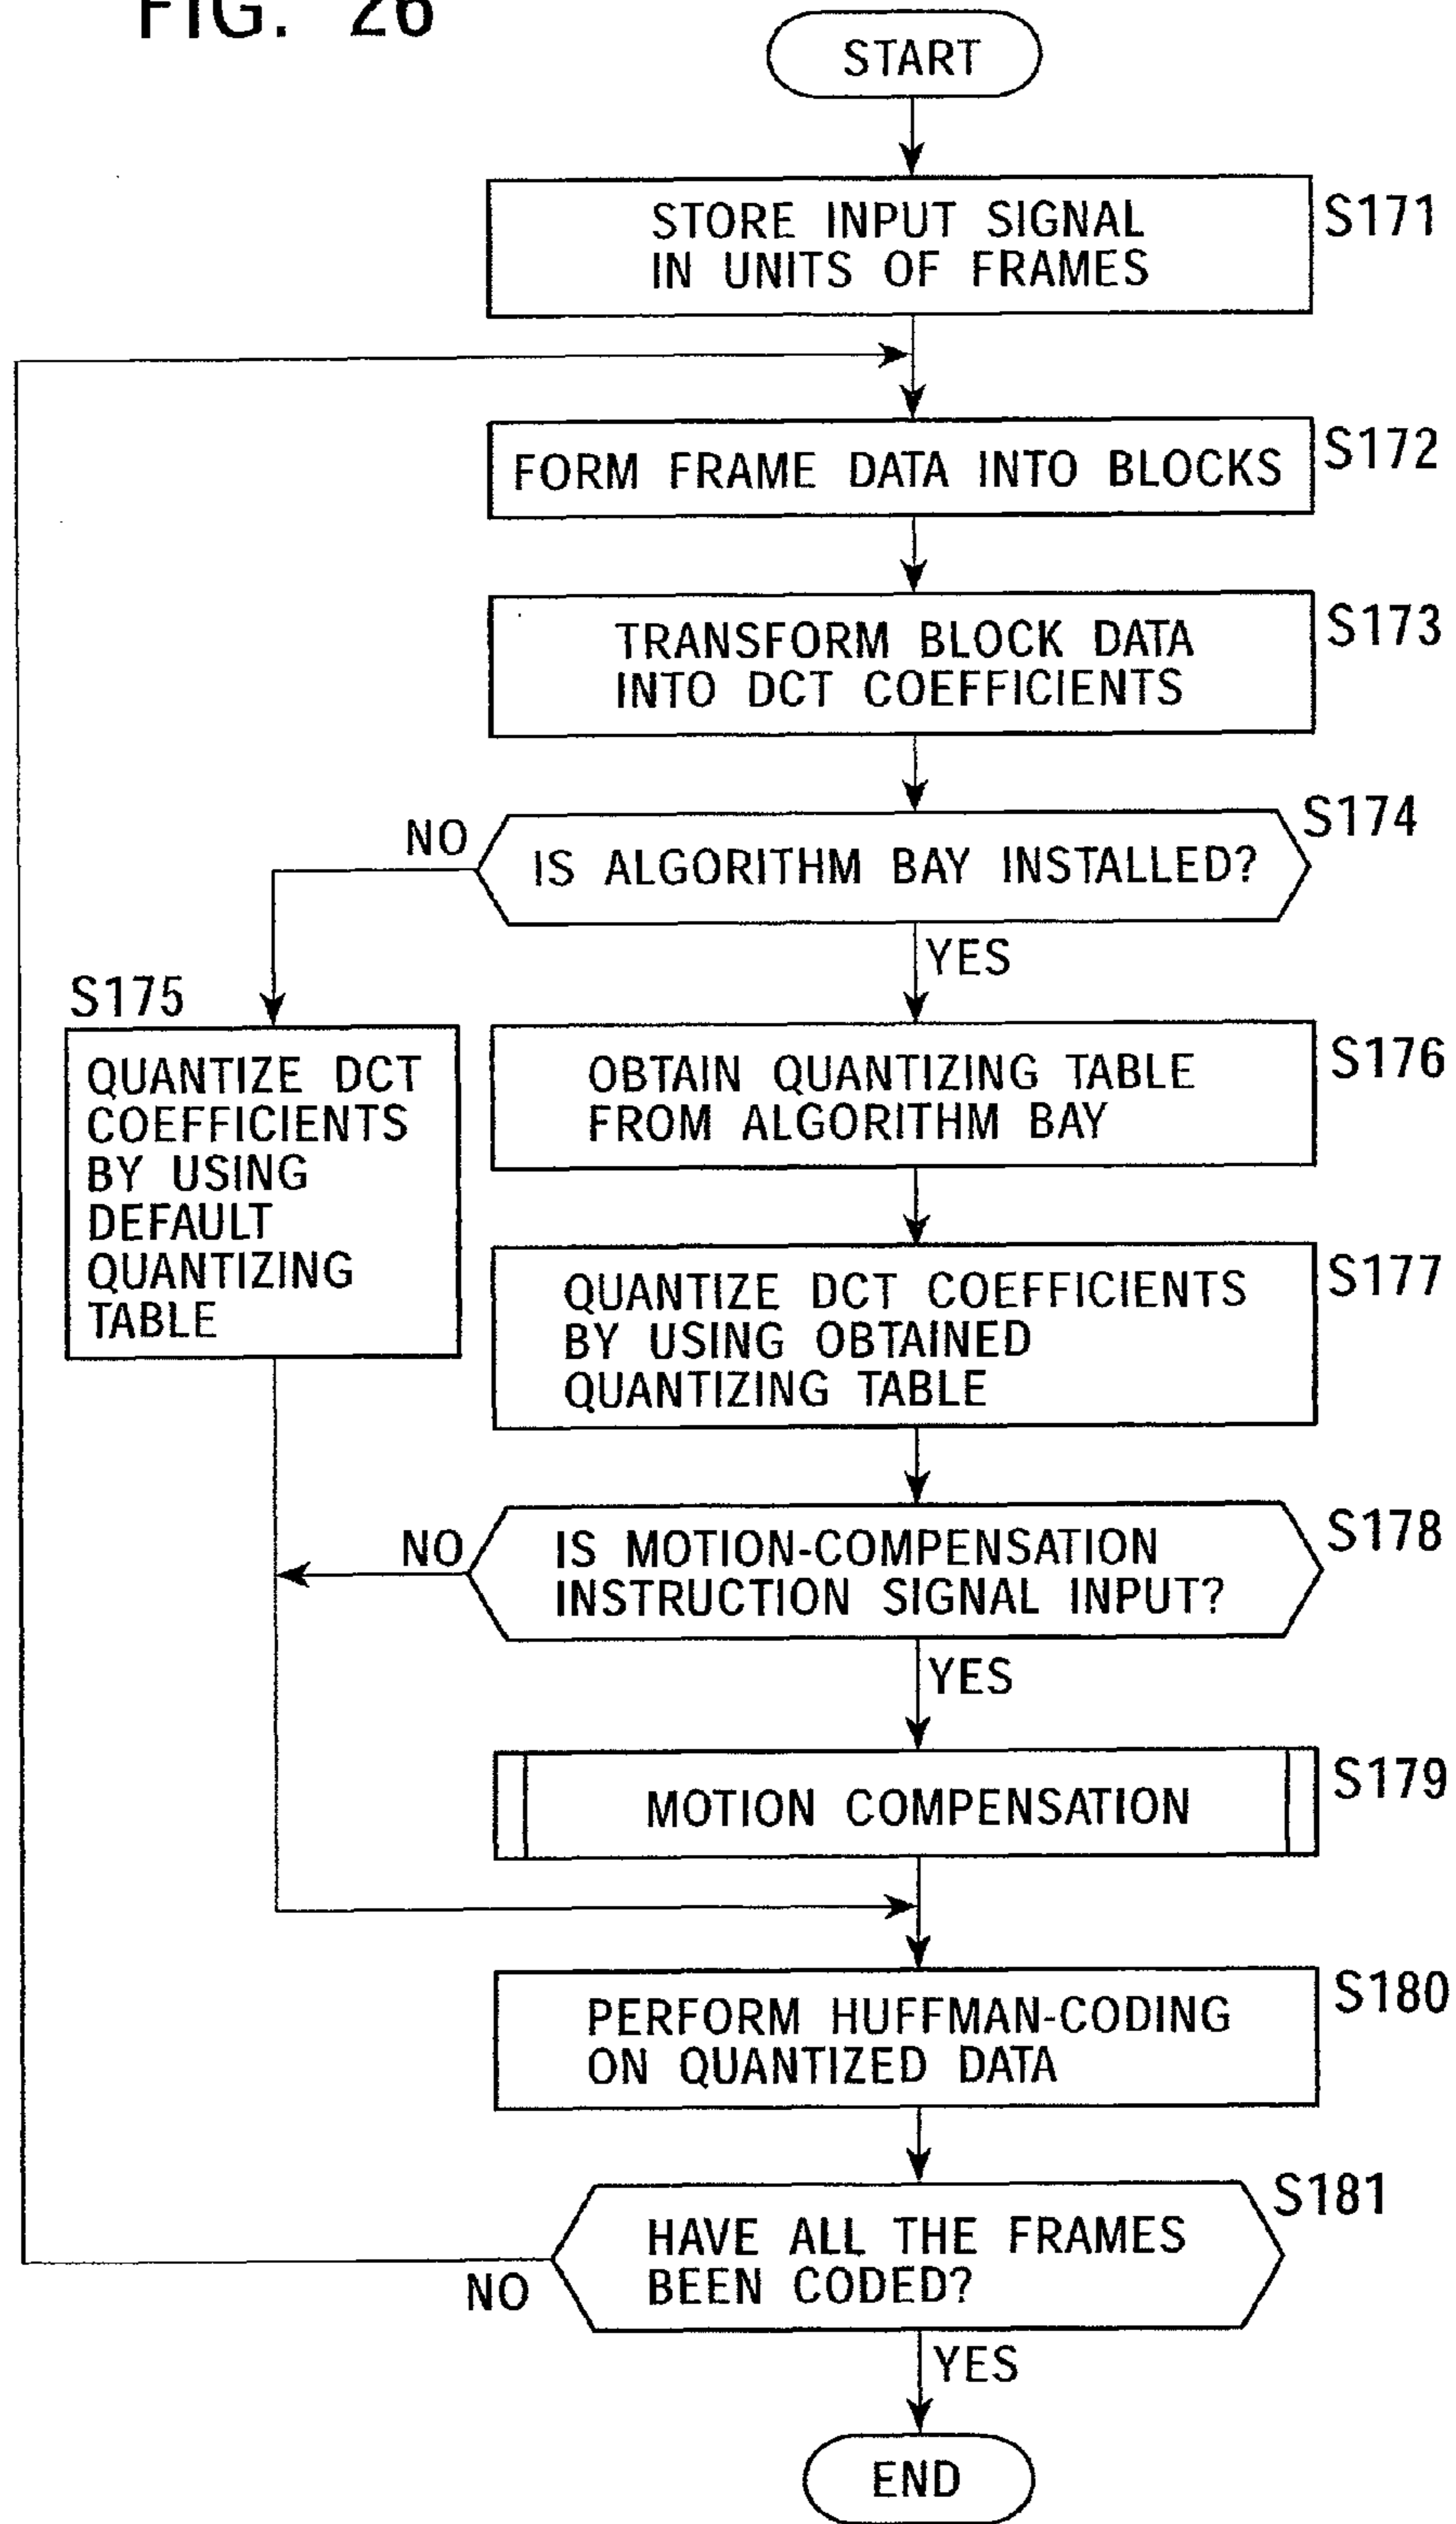 FIG. 26
START
STORE INPUT SIGNAL
IN UNITS OF FRAMES
S171
FORM FRAME DATA INTO BLOCKS
S172
TRANSFORM BLOCK DATA
INTO DCT COEFFICIENTS
S173
IS ALGORITHM BAY INSTALLED?
S174
NO
YES
S175
QUANTIZE DCT
COEFFICIENTS
BY USING
DEFAULT
QUANTIZING
TABLE
OBTAIN QUANTIZING TABLE
FROM ALGORITHM BAY
S176
QUANTIZE DCT COEFFICIENTS
BY USING OBTAINED
QUANTIZING TABLE
S177
IS MOTION-COMPENSATION
INSTRUCTION SIGNAL INPUT?
S178
NO
YES
MOTION COMPENSATION
S179
PERFORM HUFFMAN-CODING
ON QUANTIZED DATA
S180
HAVE ALL THE FRAMES
BEEN CODED?
S181
NO
YES
END